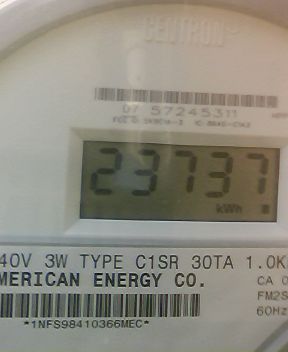 CENTRON
07 57245311
23737
kWh
40V 3W TYPE C1SR 30TA 1.0K
MERICAN ENERGY CO.
CA 0
FM2S
60Hz
*1NFS98410366MEC*